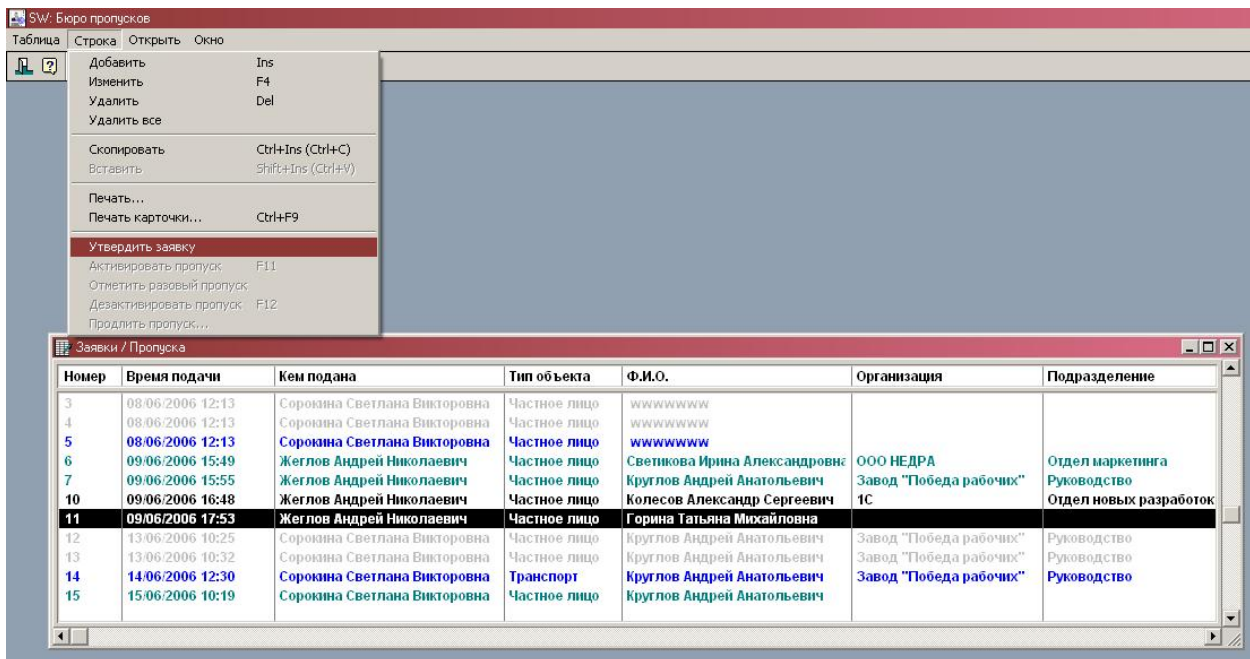 SW: Бюро пропусков
Таблица Строка Открыть Окно
Добавить Ins
Изменить F4
Удалить Del
Удалить все
Скопировать Ctrl+Ins (Ctrl+C)
Вставить Shift+Ins (Ctrl+V)
Печать...
Печать карточки... Ctrl+F9
Утвердить заявку
Активировать пропуск F11
Отметить разовый пропуск
Дезактивировать пропуск F12
Продлить пропуск...
Заявки / Пропуска
Номер Время подачи Кем подана Тип объекта Ф.И.О. Организация Подразделение
3 08/06/2006 12:13 Сорокина Светлана Викторовна Частное лицо wwwwwww
4 08/06/2006 12:13 Сорокина Светлана Викторовна Частное лицо wwwwwww
5 08/06/2006 12:13 Сорокина Светлана Викторовна Частное лицо wwwwwww
6 09/06/2006 15:49 Жеглов Андрей Николаевич Частное лицо Светикова Ирина Александровна ООО НЕДРА Отдел маркетинга
7 09/06/2006 15:55 Жеглов Андрей Николаевич Частное лицо Круглов Андрей Анатольевич Завод "Победа рабочих" Руководство
10 09/06/2006 16:48 Жеглов Андрей Николаевич Частное лицо Колесов Александр Сергеевич 1С Отдел новых разработок
11 09/06/2006 17:53 Жеглов Андрей Николаевич Частное лицо Горина Татьяна Михайловна
12 13/06/2006 10:25 Сорокина Светлана Викторовна Частное лицо Круглов Андрей Анатольевич Завод "Победа рабочих" Руководство
13 13/06/2006 10:32 Сорокина Светлана Викторовна Частное лицо Круглов Андрей Анатольевич Завод "Победа рабочих" Руководство
14 14/06/2006 12:30 Сорокина Светлана Викторовна Транспорт Круглов Андрей Анатольевич Завод "Победа рабочих" Руководство
15 15/06/2006 10:19 Сорокина Светлана Викторовна Частное лицо Круглов Андрей Анатольевич